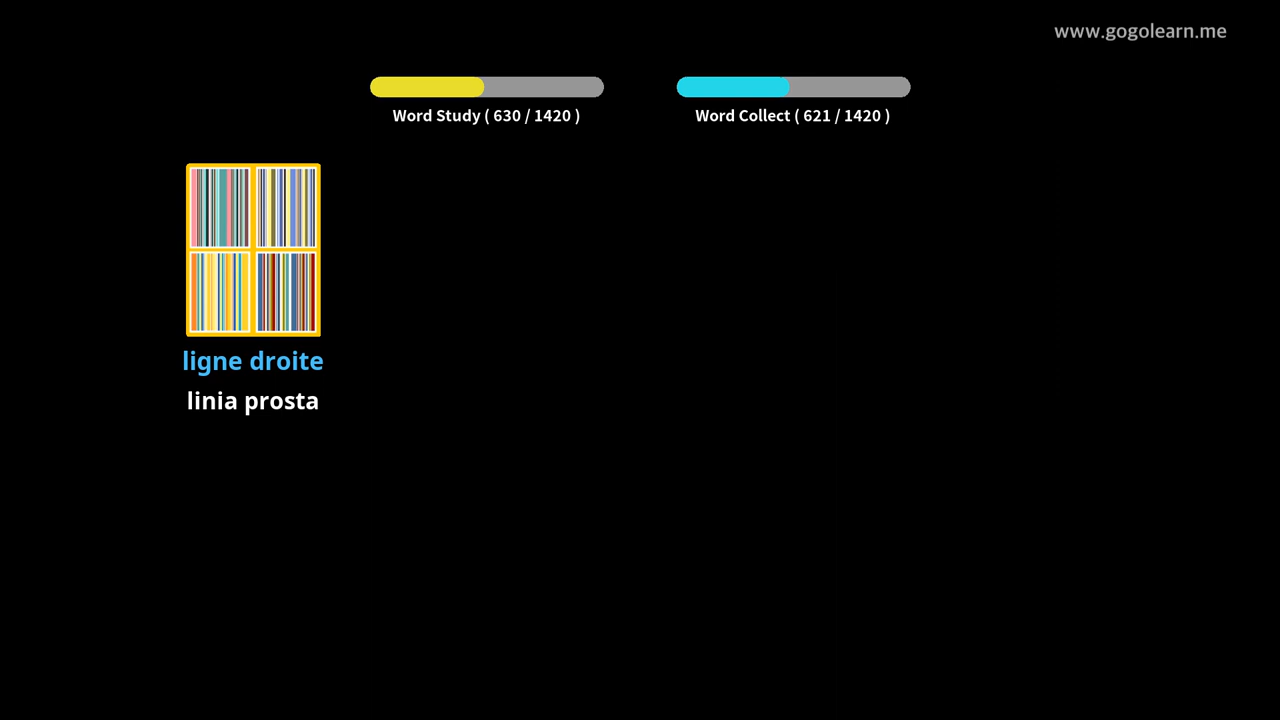 www.gogolearn.me
Word Study ( 630 / 1420 )
Word Collect ( 621 / 1420 )
ligne droite
linia prosta